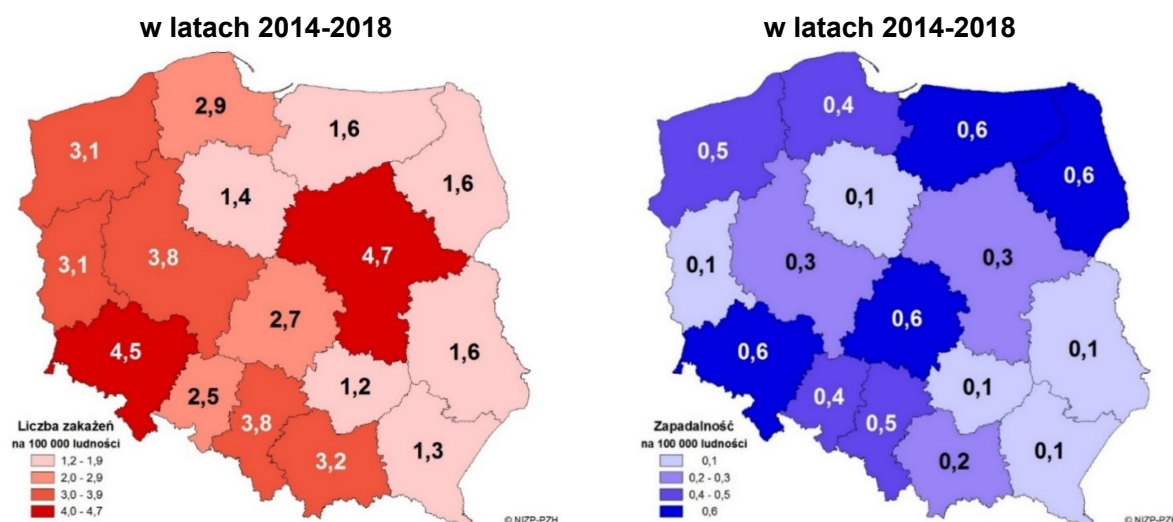 w latach 2014-2018
2,9
3,1
1,6
1,6
1,4
4,7
3,1
3,8
2,7
4,5
1,6
1,2
2,5
3,8
3,2
1,3
Liczba zakażeń
na 100 000 ludności
1,2 - 1,9
2,0 - 2,9
3,0 - 3,9
4,0 - 4,7
© NIZP-PZH
w latach 2014-2018
0,4
0,5
0,6
0,6
0,1
0,3
0,1
0,3
0,6
0,6
0,1
0,1
0,4
0,5
0,2
0,1
Zapadalność
na 100 000 ludności
0,1
0,2 - 0,3
0,4 - 0,5
0,6
© NIZP-PZH